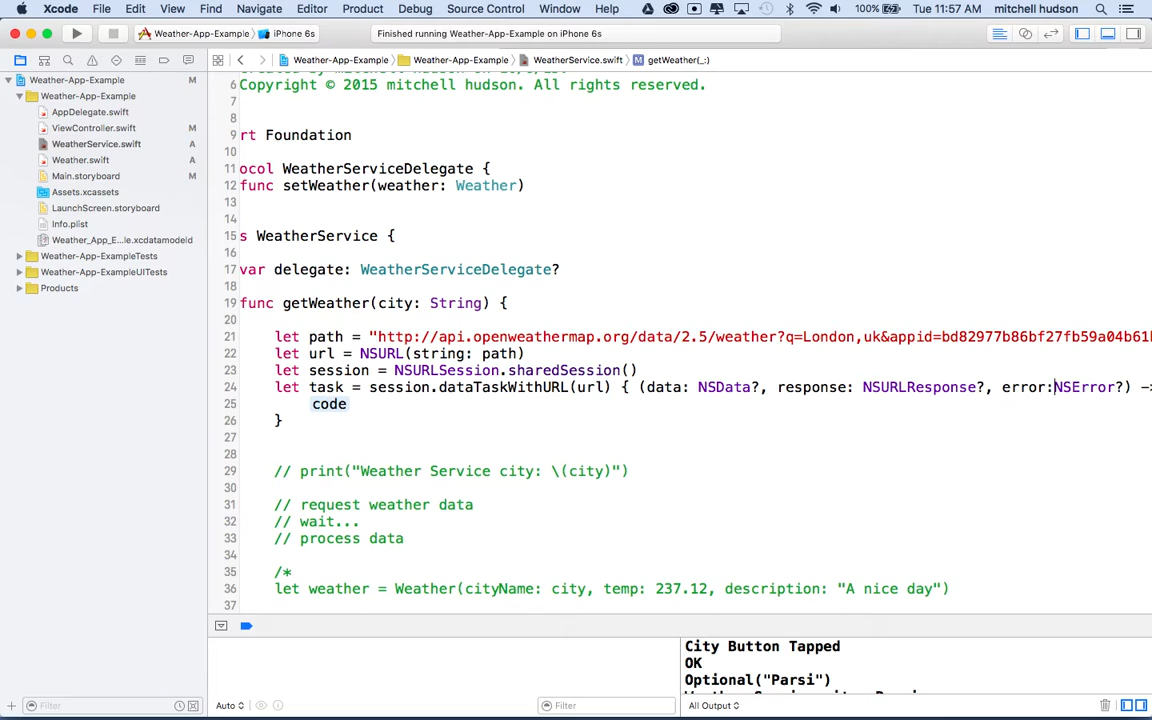 Xcode File Edit View Find Navigate Editor Product Debug Source Control Window Help 100% Tue 11:57 AM mitchell hudson
Weather-App-Example iPhone 6s Finished running Weather-App-Example on iPhone 6s
Weather-App-Example Weather-App-Example WeatherService.swift M getWeather(_:)
Weather-App-Example M
Weather-App-Example
AppDelegate.swift
ViewController.swift M
WeatherService.swift A
Weather.swift A
Main.storyboard M
Assets.xcassets
LaunchScreen.storyboard
Info.plist
Weather_App_E...le.xcdatamodeld
Weather-App-ExampleTests
Weather-App-ExampleUITests
Products
6 Copyright © 2015 mitchell hudson. All rights reserved.
7
8
9 rt Foundation
10
11 ocol WeatherServiceDelegate {
12 func setWeather(weather: Weather)
13
14
15 s WeatherService {
16
17 var delegate: WeatherServiceDelegate?
18
19 func getWeather(city: String) {
20
21 let path = "http://api.openweathermap.org/data/2.5/weather?q=London,uk&appid=bd82977b86bf27fb59a04b61b
22 let url = NSURL(string: path)
23 let session = NSURLSession.sharedSession()
24 let task = session.dataTaskWithURL(url) { (data: NSData?, response: NSURLResponse?, error:NSError?) ->
25 code
26 }
27
28
29 // print("Weather Service city: \(city)")
30
31 // request weather data
32 // wait...
33 // process data
34
35 /*
36 let weather = Weather(cityName: city, temp: 237.12, description: "A nice day")
37
City Button Tapped
OK
Optional("Parsi")
Filter Auto Filter All Output